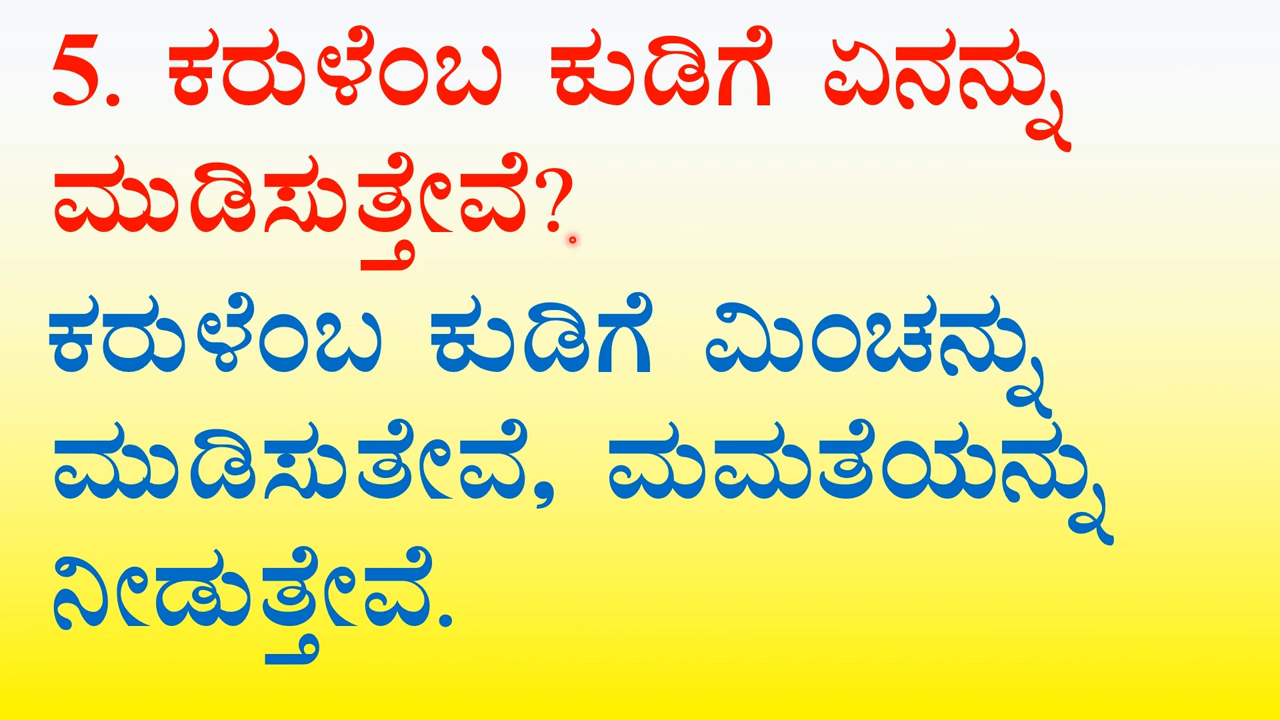 5. ಕರುಳೆಂಬ ಕುಡಿಗೆ ಏನನ್ನು
ಮುಡಿಸುತ್ತೇವೆ?
ಕರುಳೆಂಬ ಕುಡಿಗೆ ಮಿಂಚನ್ನು
ಮುಡಿಸುತೇವೆ, ಮಮತೆಯನ್ನು
ನೀಡುತ್ತೇವೆ.